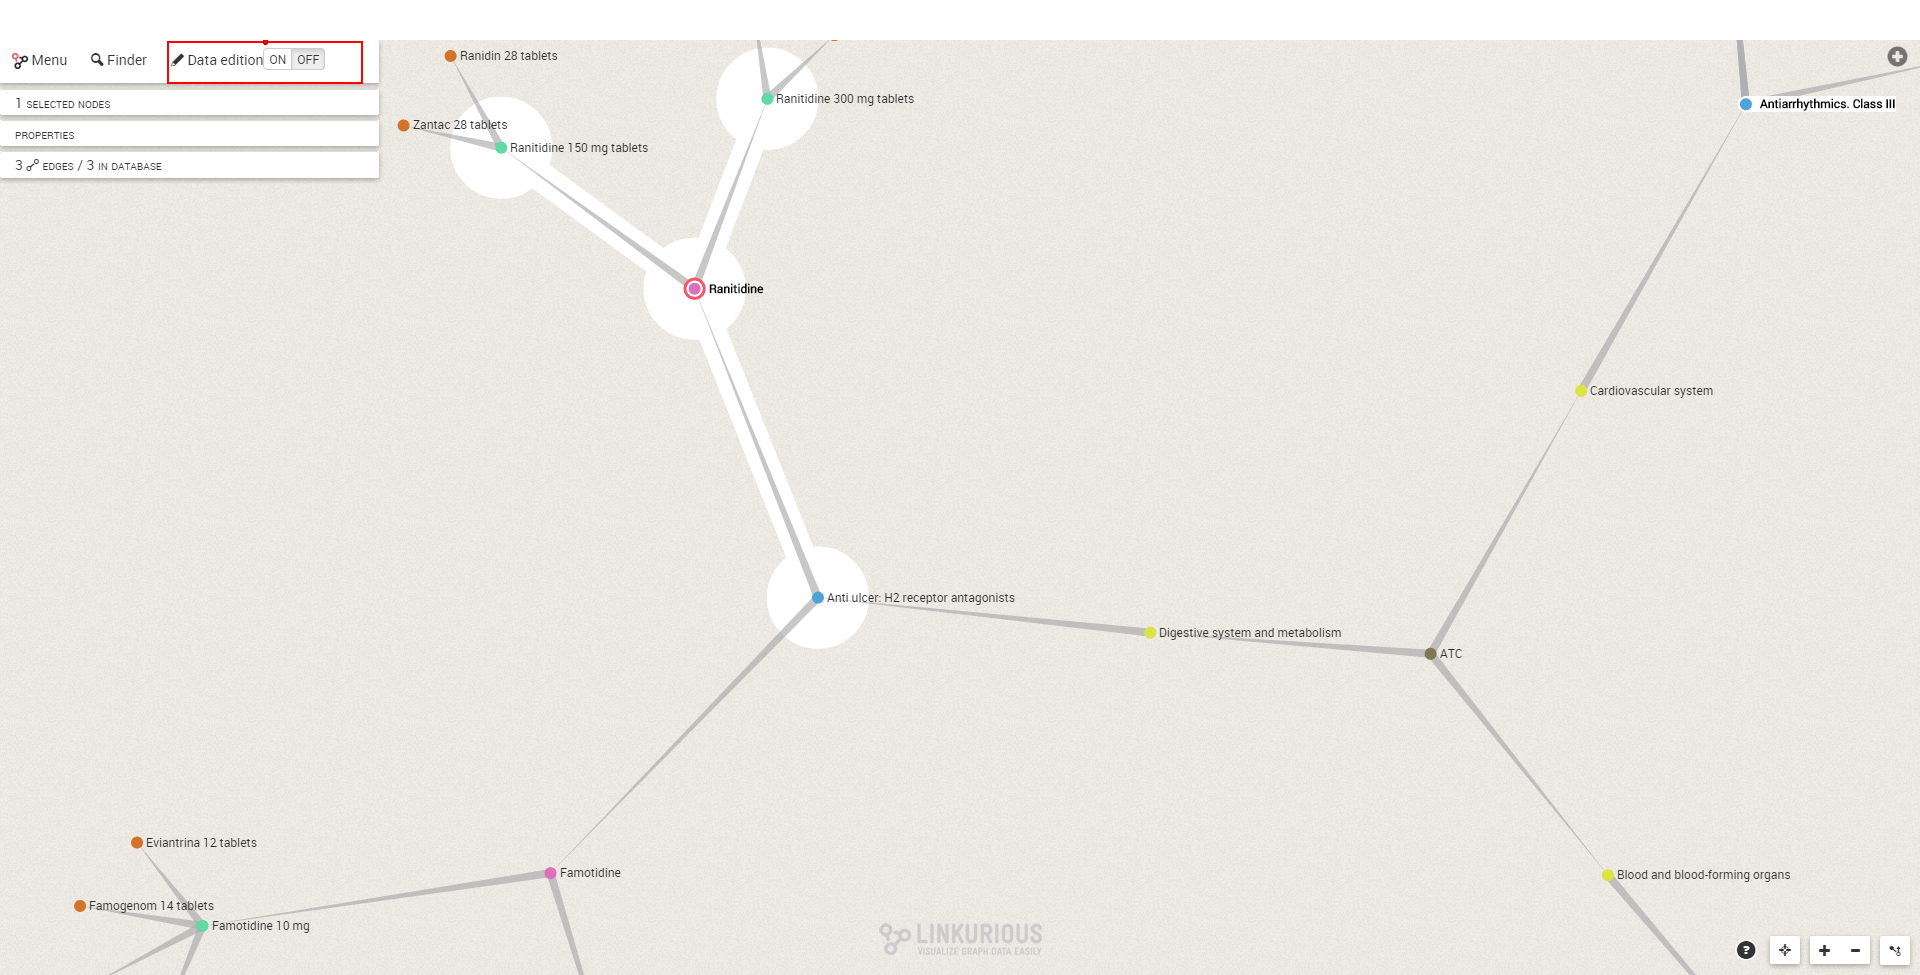 Menu
Finder
Data edition ON OFF
1 SELECTED NODES
PROPERTIES
3 EDGES / 3 IN DATABASE
Ranidin 28 tablets
Zantac 28 tablets
Ranitidine 150 mg tablets
Ranitidine 300 mg tablets
Antiarrhythmics. Class III
Ranitidine
Cardiovascular system
Anti ulcer: H2 receptor antagonists
Digestive system and metabolism
ATC
Eviantrina 12 tablets
Famotidine
Blood and blood-forming organs
Famogenom 14 tablets
Famotidine 10 mg
LINKURIOUS
VISUALIZE GRAPH DATA EASILY